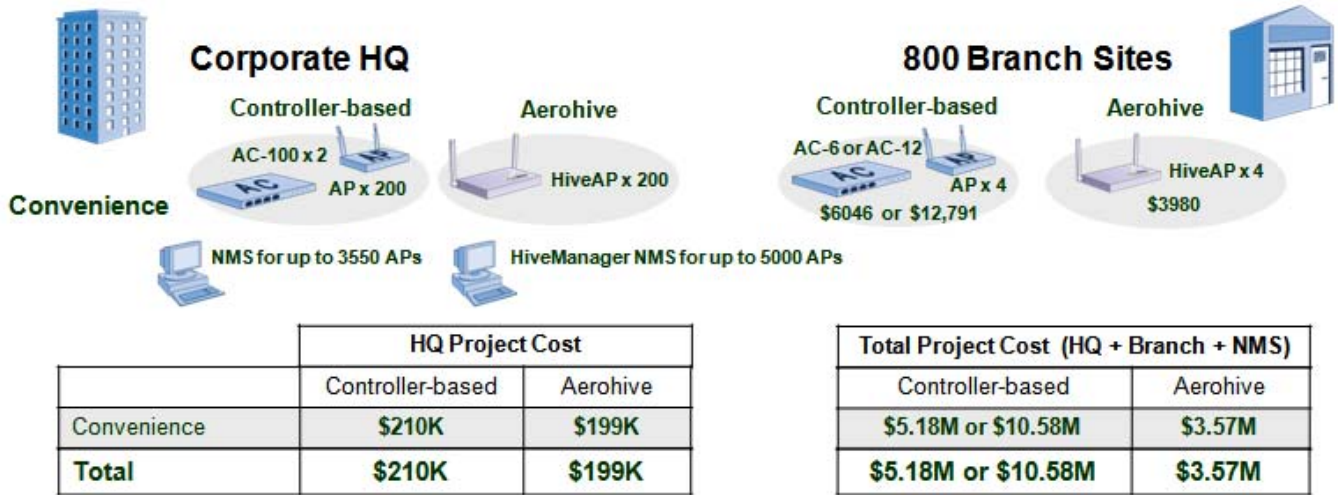 Corporate HQ
800 Branch Sites
Controller-based
Aerohive
Controller-based
Aerohive
AC-100 x 2
AP
AC
AP x 200
HiveAP x 200
AC-6 or AC-12
AP
AC
AP x 4
$6046 or $12,791
HiveAP x 4
$3980
Convenience
NMS for up to 3550 APs
HiveManager NMS for up to 5000 APs
HQ Project Cost
Controller-based Aerohive
Convenience $210K $199K
Total $210K $199K
Total Project Cost (HQ + Branch + NMS)
Controller-based Aerohive
$5.18M or $10.58M $3.57M
$5.18M or $10.58M $3.57M